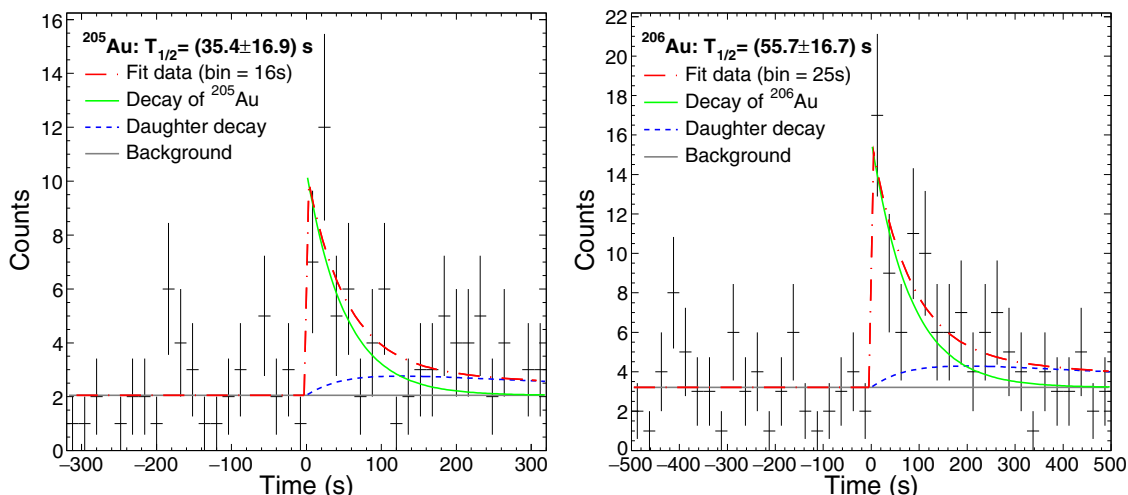 ²⁰⁵Au: T₁/₂= (35.4±16.9) s
Fit data (bin = 16s)
Decay of ²⁰⁵Au
Daughter decay
Background
Counts
16
14
12
10
8
6
4
2
0
−300 −200 −100 0 100 200 300
Time (s)
²⁰⁶Au: T₁/₂= (55.7±16.7) s
Fit data (bin = 25s)
Decay of ²⁰⁶Au
Daughter decay
Background
Counts
22
20
18
16
14
12
10
8
6
4
2
0
−500 −400 −300 −200 −100 0 100 200 300 400 500
Time (s)